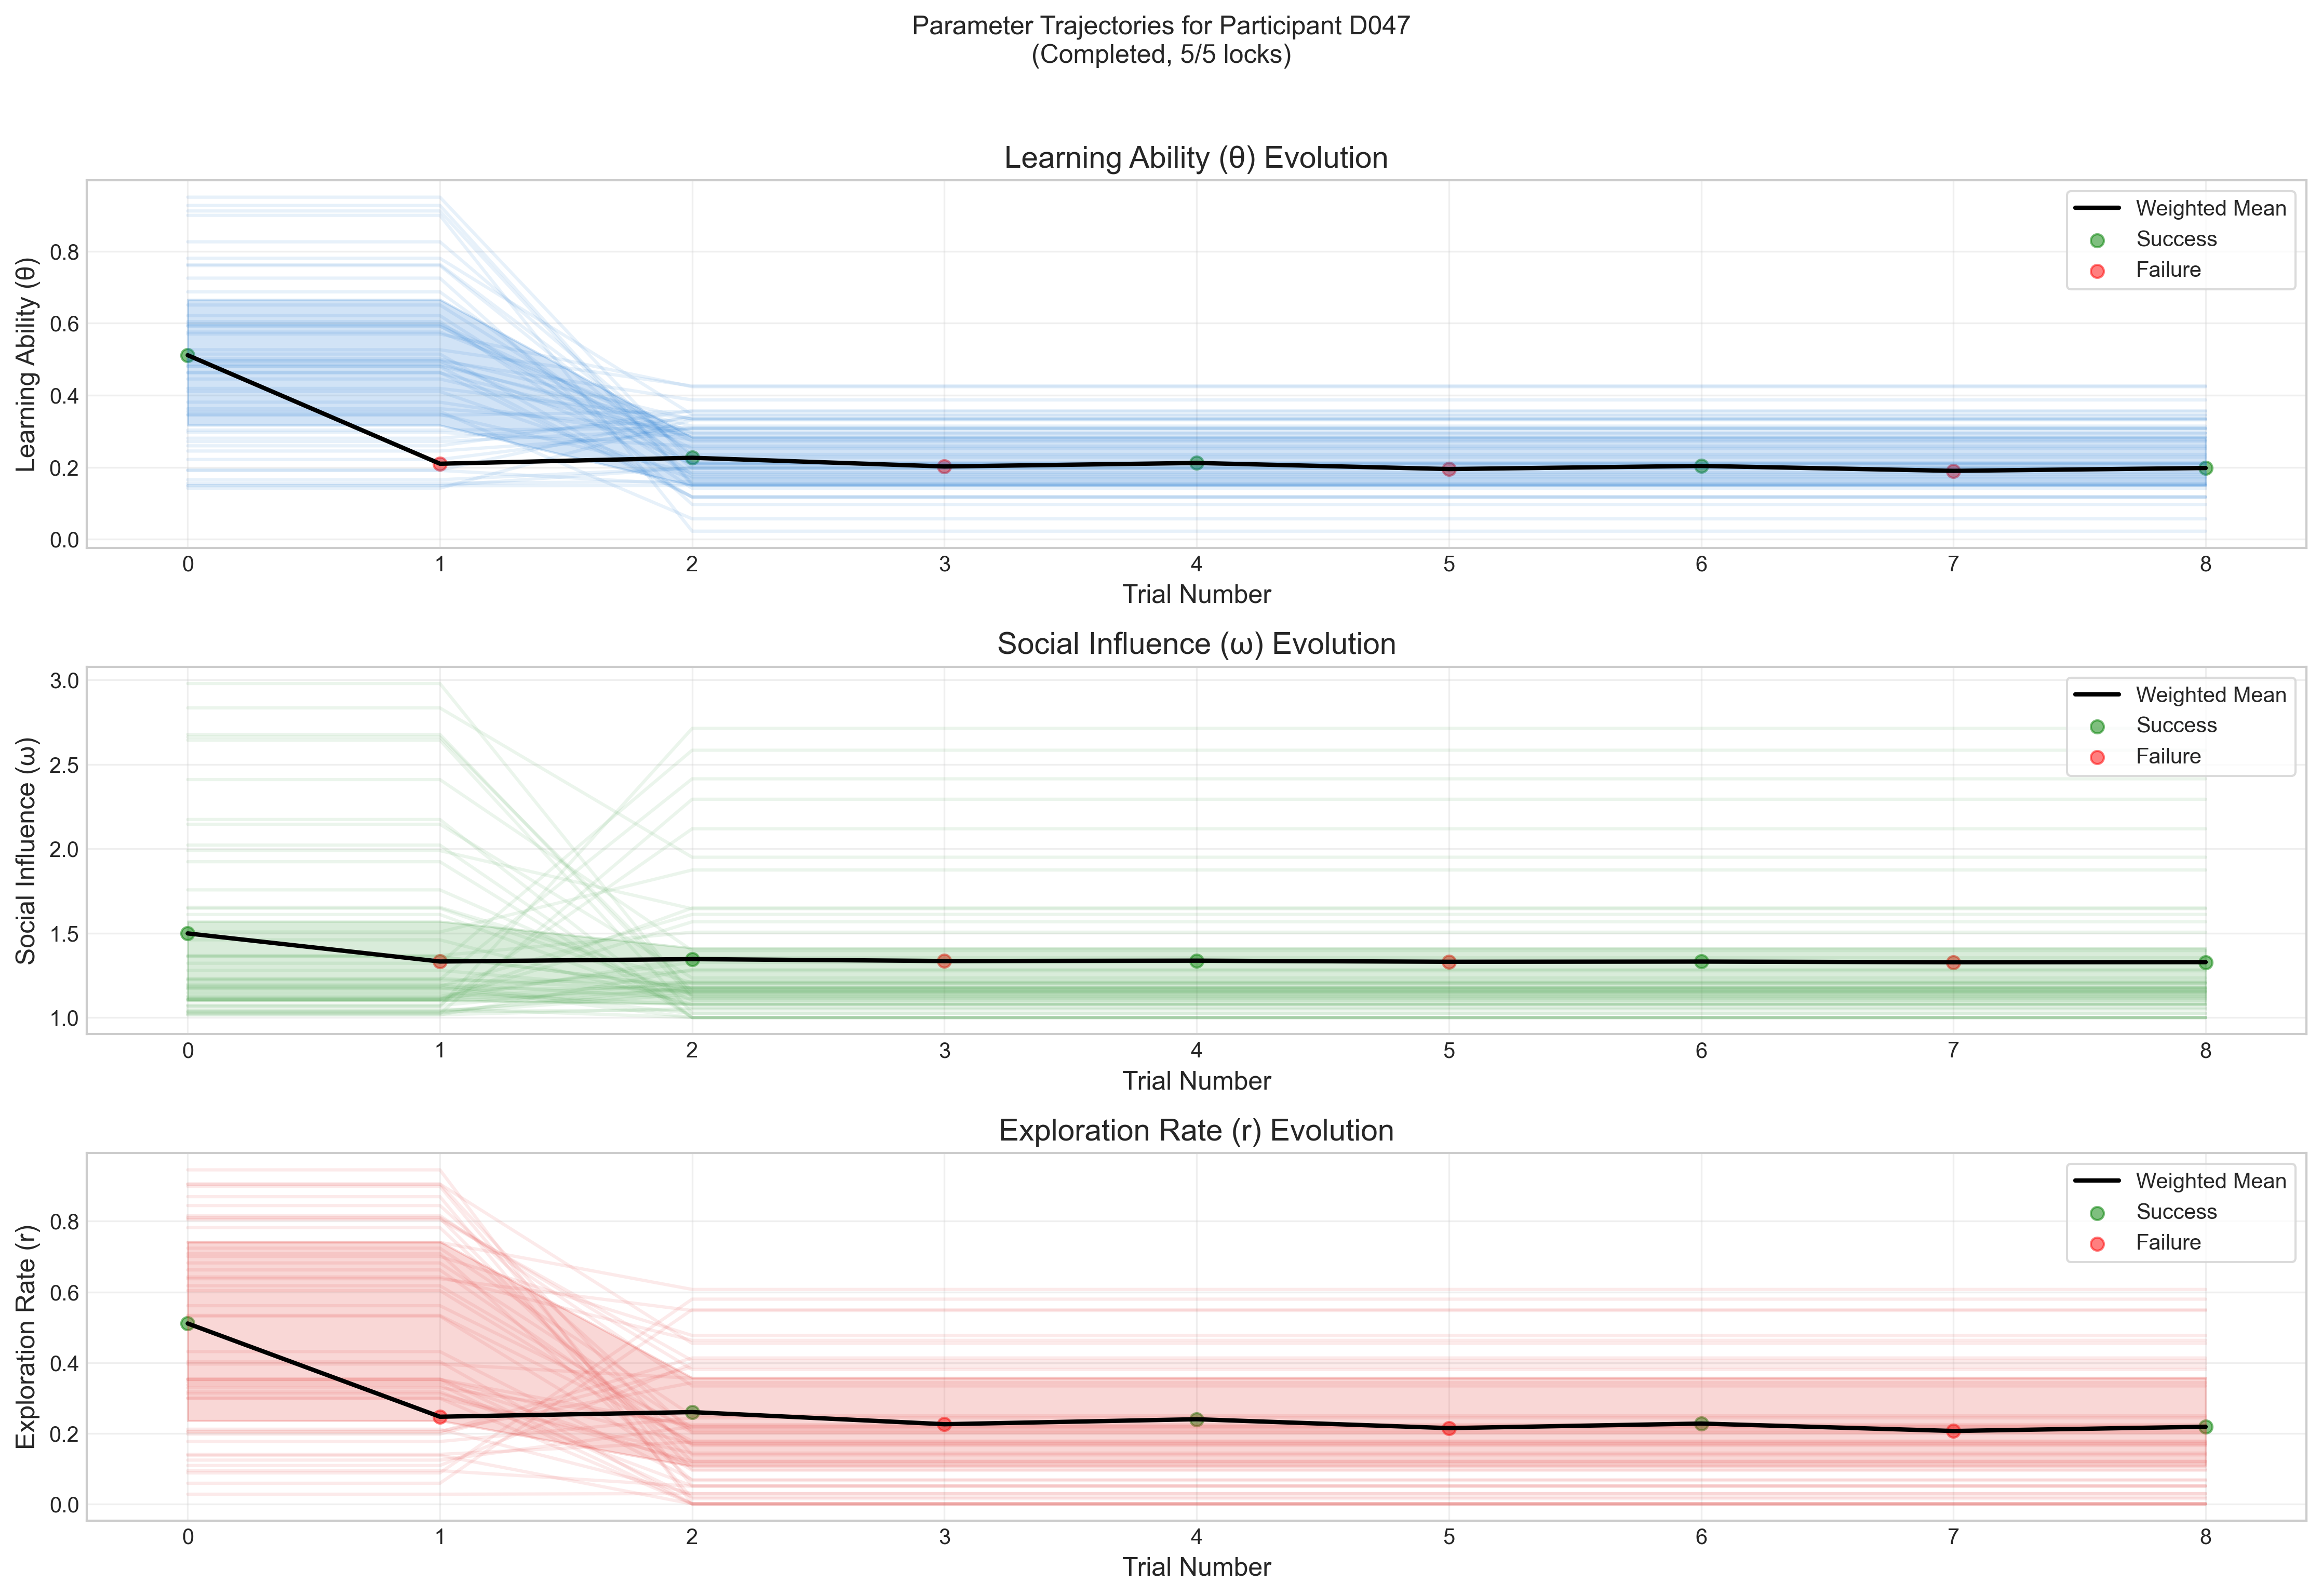 Parameter Trajectories for Participant D047
(Completed, 5/5 locks)
Learning Ability (θ) Evolution
Learning Ability (θ)
0.8
0.6
0.4
0.2
0.0
Weighted Mean
Success
Failure
0 1 2 3 4 5 6 7 8
Trial Number
Social Influence (ω) Evolution
Social Influence (ω)
3.0
2.5
2.0
1.5
1.0
Weighted Mean
Success
Failure
0 1 2 3 4 5 6 7 8
Trial Number
Exploration Rate (r) Evolution
Exploration Rate (r)
0.8
0.6
0.4
0.2
0.0
Weighted Mean
Success
Failure
0 1 2 3 4 5 6 7 8
Trial Number